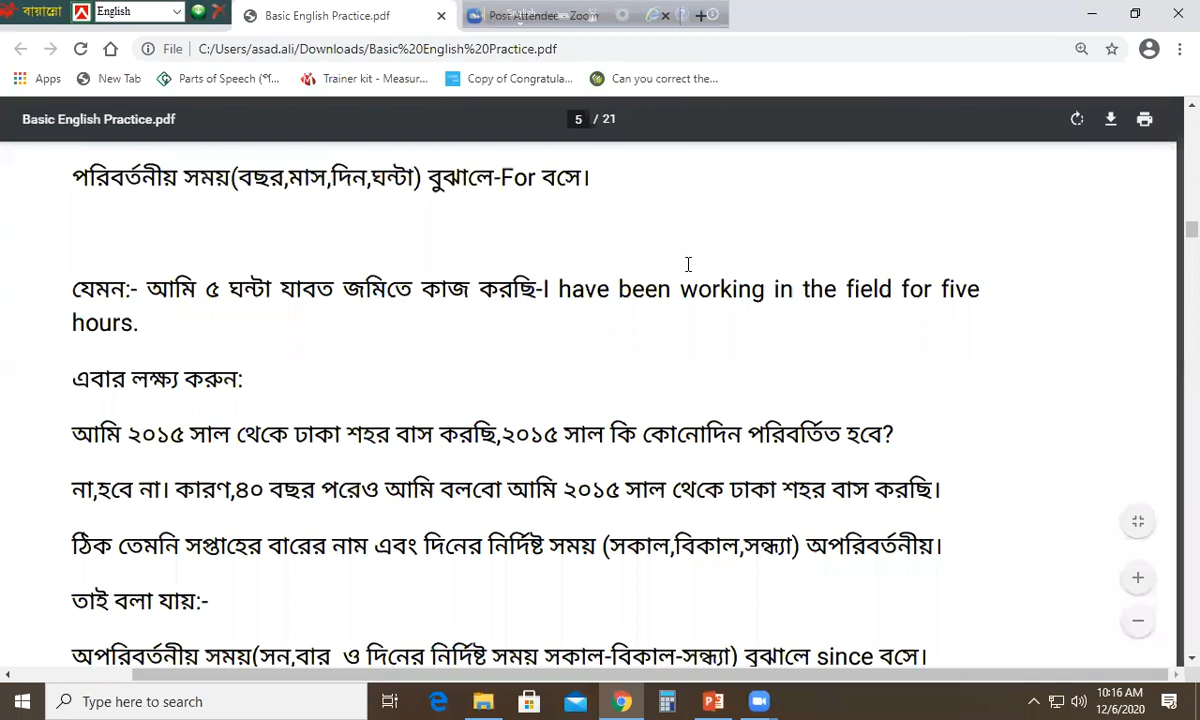 বায়ান্নো English Basic English Practice.pdf Post Attendee - Zoom
File C:/Users/asad.ali/Downloads/Basic%20English%20Practice.pdf
Apps New Tab Parts of Speech (প... Trainer kit - Measur... Copy of Congratula... Can you correct the...
Basic English Practice.pdf 5 / 21
পরিবর্তনীয় সময়(বছর,মাস,দিন,ঘন্টা) বুঝালে-For বসে।
যেমন:- আমি ৫ ঘন্টা যাবত জমিতে কাজ করছি-I have been working in the field for five
hours.
এবার লক্ষ্য করুন:
আমি ২০১৫ সাল থেকে ঢাকা শহর বাস করছি,২০১৫ সাল কি কোনোদিন পরিবর্তিত হবে?
না,হবে না। কারণ,৪০ বছর পরেও আমি বলবো আমি ২০১৫ সাল থেকে ঢাকা শহর বাস করছি।
ঠিক তেমনি সপ্তাহের বারের নাম এবং দিনের নির্দিষ্ট সময় (সকাল,বিকাল,সন্ধ্যা) অপরিবর্তনীয়।
তাই বলা যায়:-
অপরিবর্তনীয় সময়(সন,বার ও দিনের নির্দিষ্ট সময় সকাল-বিকাল-সন্ধ্যা) বুঝালে since বসে।
Type here to search
10:16 AM
12/6/2020